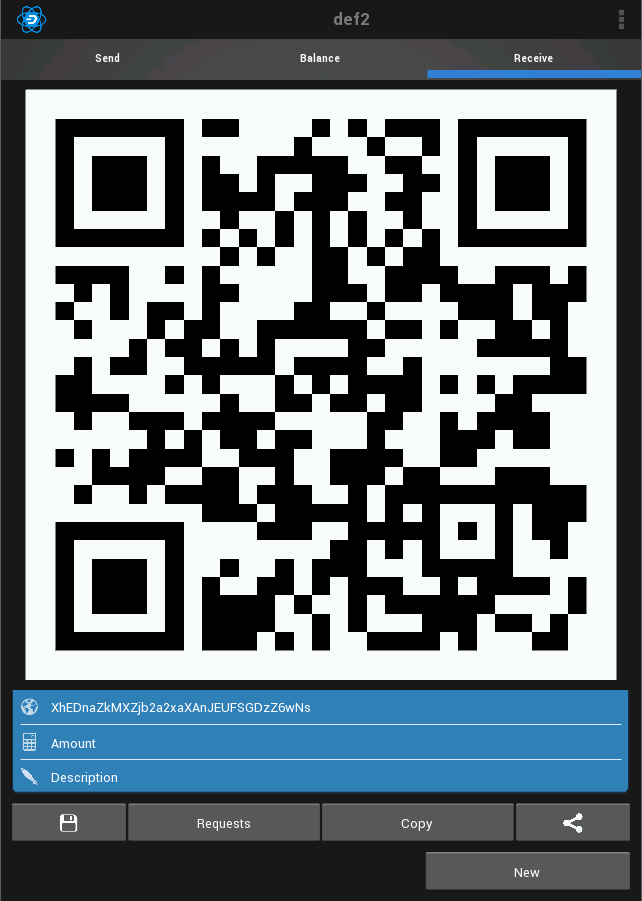 def2
Send
Balance
Receive
XhEDnaZkMXZjb2a2xaXAnJEUFSGDzZ6wNs
Amount
Description
Requests
Copy
New